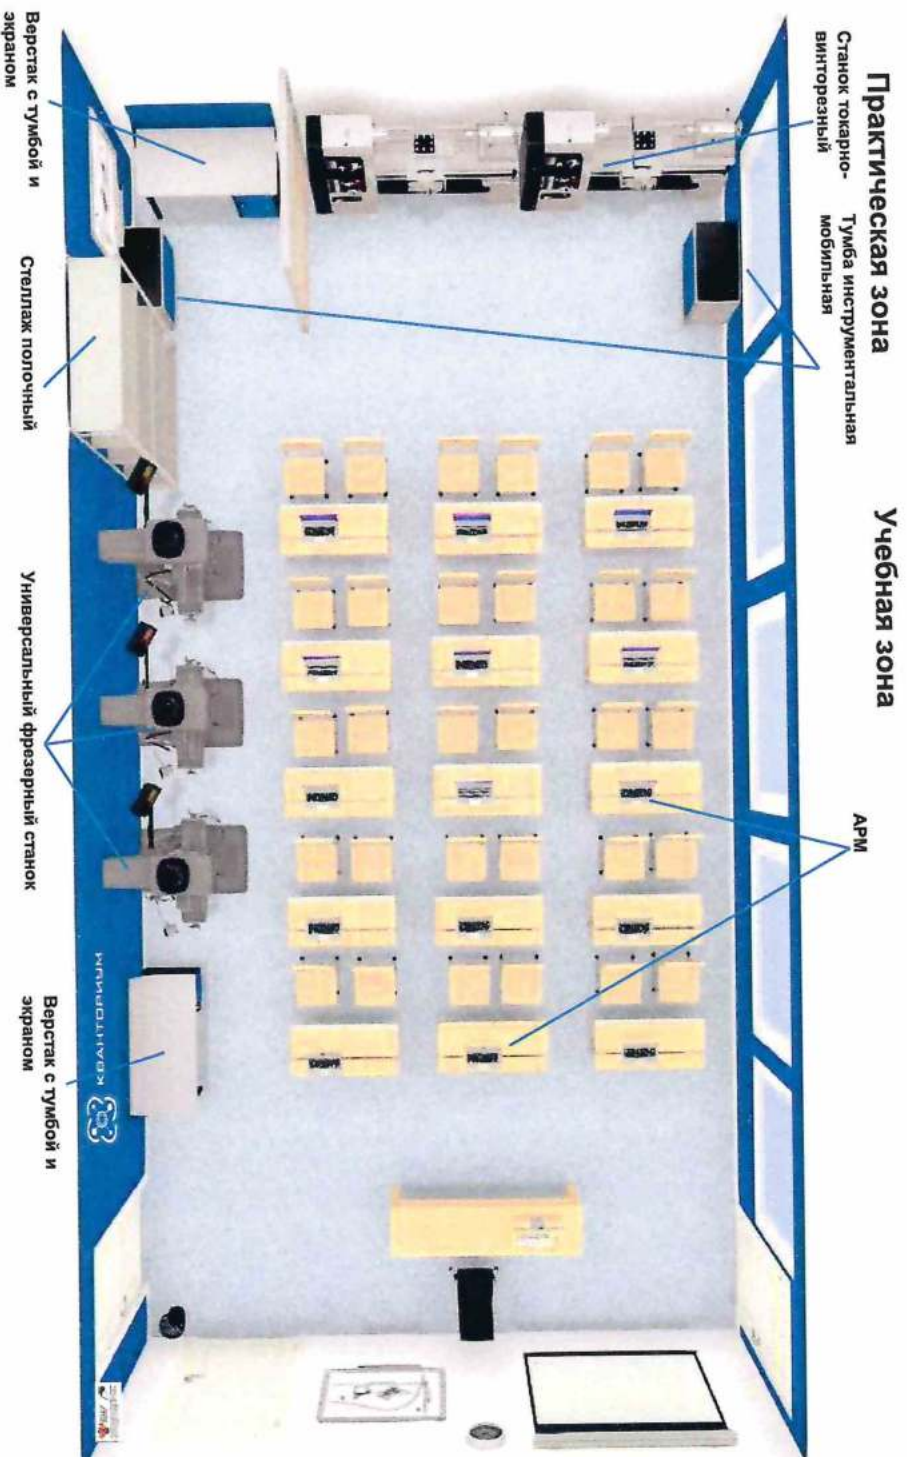 Практическая зона
Учебная зона
Станок токарно-
винторезный
Тумба инструментальная
мобильная
АРМ
Верстак с тумбой и
экраном
Стеллаж полочный
Универсальный фрезерный станок
Верстак с тумбой и
экраном
КВАНТОРИУМ